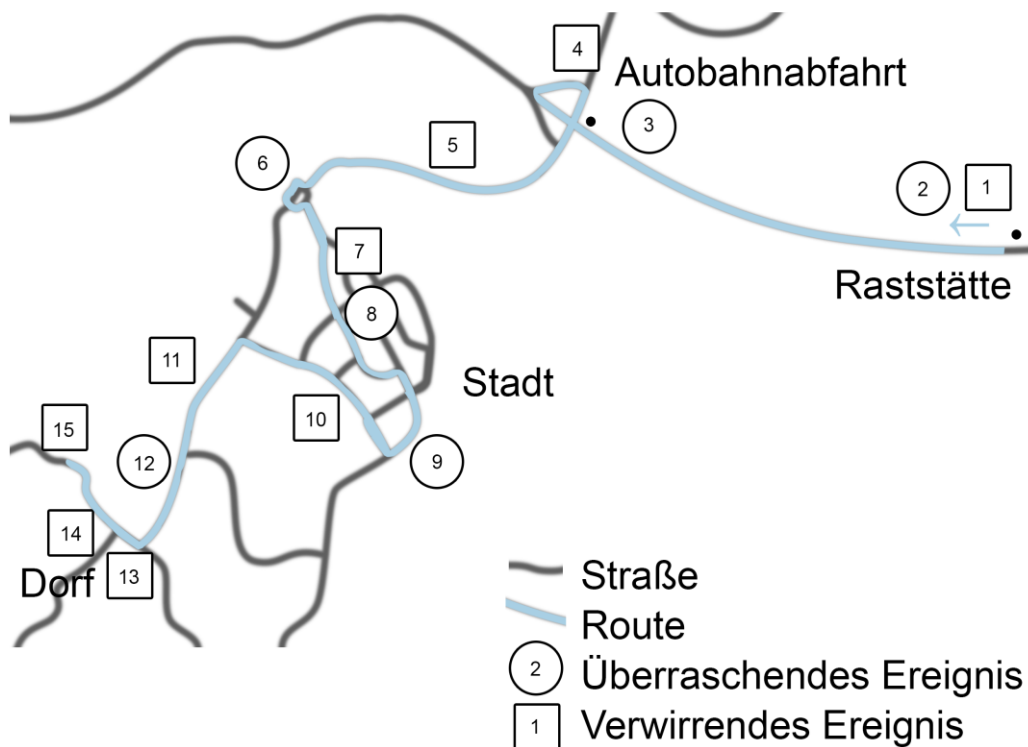 4
Autobahnabfahrt
3
5
6
2
1
7
Raststätte
8
11
Stadt
10
15
12
9
14
13
Dorf
Straße
Route
2 Überraschendes Ereignis
1 Verwirrendes Ereignis